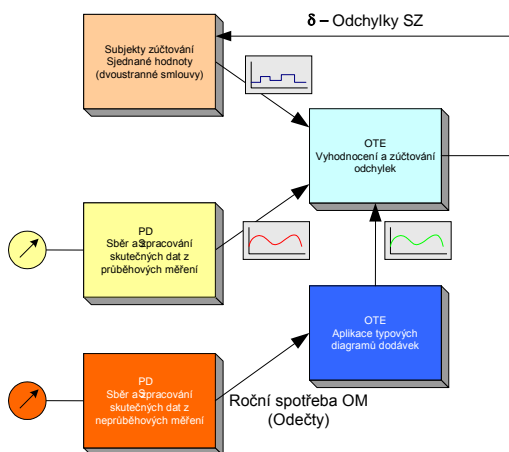 δ – Odchylky SZ
Subjekty zúčtování
Sjednané hodnoty
(dvoustranné smlouvy)
OTE
Vyhodnocení a zúčtování
odchylek
PD
S
Sběr a zpracování
skutečných dat z
průběhových měření
OTE
Aplikace typových
diagramů dodávek
PD
S
Sběr a zpracování
skutečných dat z
neprůběhových měření
Roční spotřeba OM
(Odečty)